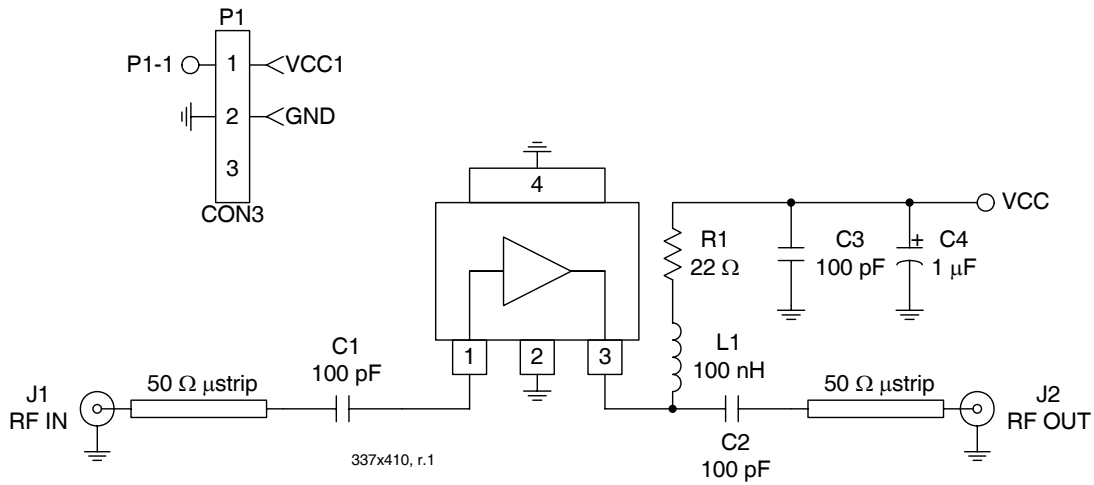 P1
P1-1
1
VCC1
2
GND
3
CON3
4
VCC
R1
22 Ω
C3
100 pF
+
C4
1 µF
1
2
3
L1
100 nH
C1
100 pF
J1
RF IN
50 Ω µstrip
50 Ω µstrip
J2
RF OUT
C2
100 pF
337x410, r.1